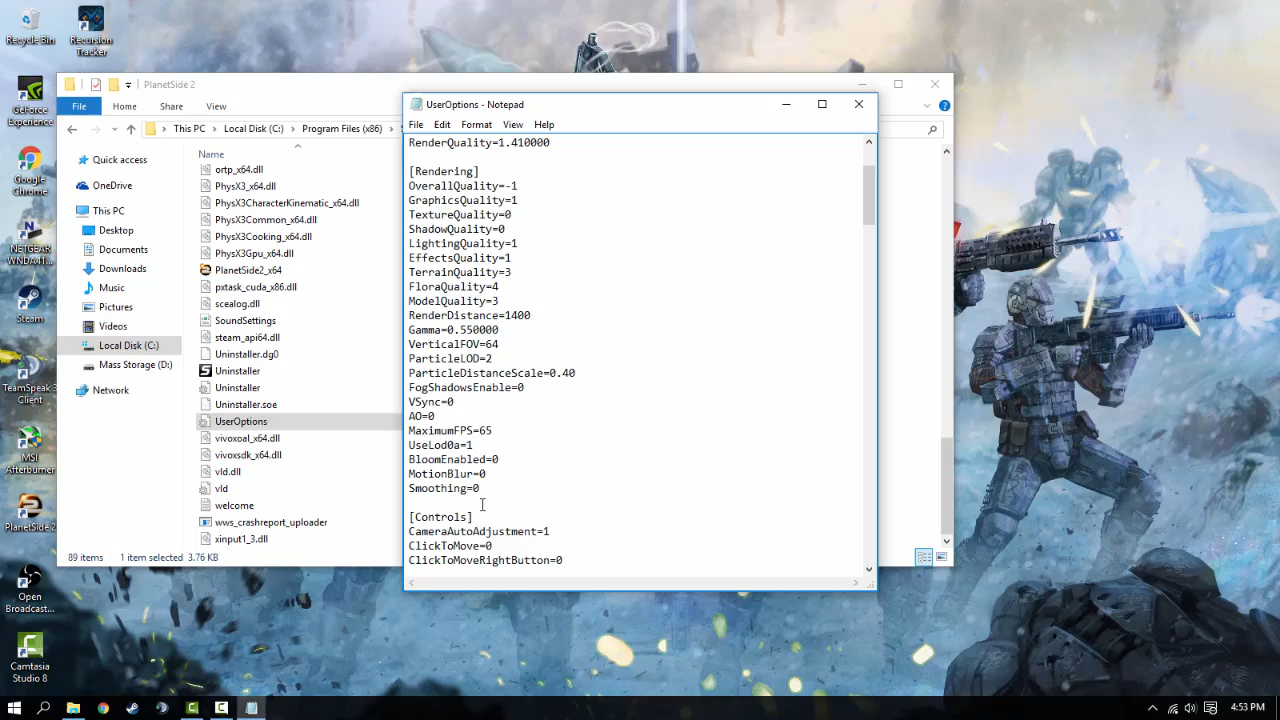 Recycle Bin
Recursion
Tracker
GeForce
Experience
Google
Chrome
NETGEAR
WNDA41...
Steam
TeamSpeak 3
Client
MSI
Afterburner
PlanetSide 2
Open
Broadcast...
Camtasia
Studio 8
PlanetSide 2
File
Home
Share
View
This PC
Local Disk (C:)
Program Files (x86)
Quick access
OneDrive
This PC
Desktop
Documents
Downloads
Music
Pictures
Videos
Local Disk (C:)
Mass Storage (D:)
Network
Name
ortp_x64.dll
PhysX3_x64.dll
PhysX3CharacterKinematic_x64.dll
PhysX3Common_x64.dll
PhysX3Cooking_x64.dll
PhysX3Gpu_x64.dll
PlanetSide2_x64
pxtask_cuda_x86.dll
scealog.dll
SoundSettings
steam_api64.dll
Uninstaller.dg0
Uninstaller
Uninstaller
Uninstaller.soe
UserOptions
vivoxoal_x64.dll
vivoxsdk_x64.dll
vld.dll
vld
welcome
wws_crashreport_uploader
xinput1_3.dll
89 items
1 item selected 3.76 KB
UserOptions - Notepad
File
Edit
Format
View
Help
RenderQuality=1.410000
[Rendering]
OverallQuality=-1
GraphicsQuality=1
TextureQuality=0
ShadowQuality=0
LightingQuality=1
EffectsQuality=1
TerrainQuality=3
FloraQuality=4
ModelQuality=3
RenderDistance=1400
Gamma=0.550000
VerticalFOV=64
ParticleLOD=2
ParticleDistanceScale=0.40
FogShadowsEnable=0
VSync=0
AO=0
MaximumFPS=65
UseLod0a=1
BloomEnabled=0
MotionBlur=0
Smoothing=0
[Controls]
CameraAutoAdjustment=1
ClickToMove=0
ClickToMoveRightButton=0
4:53 PM